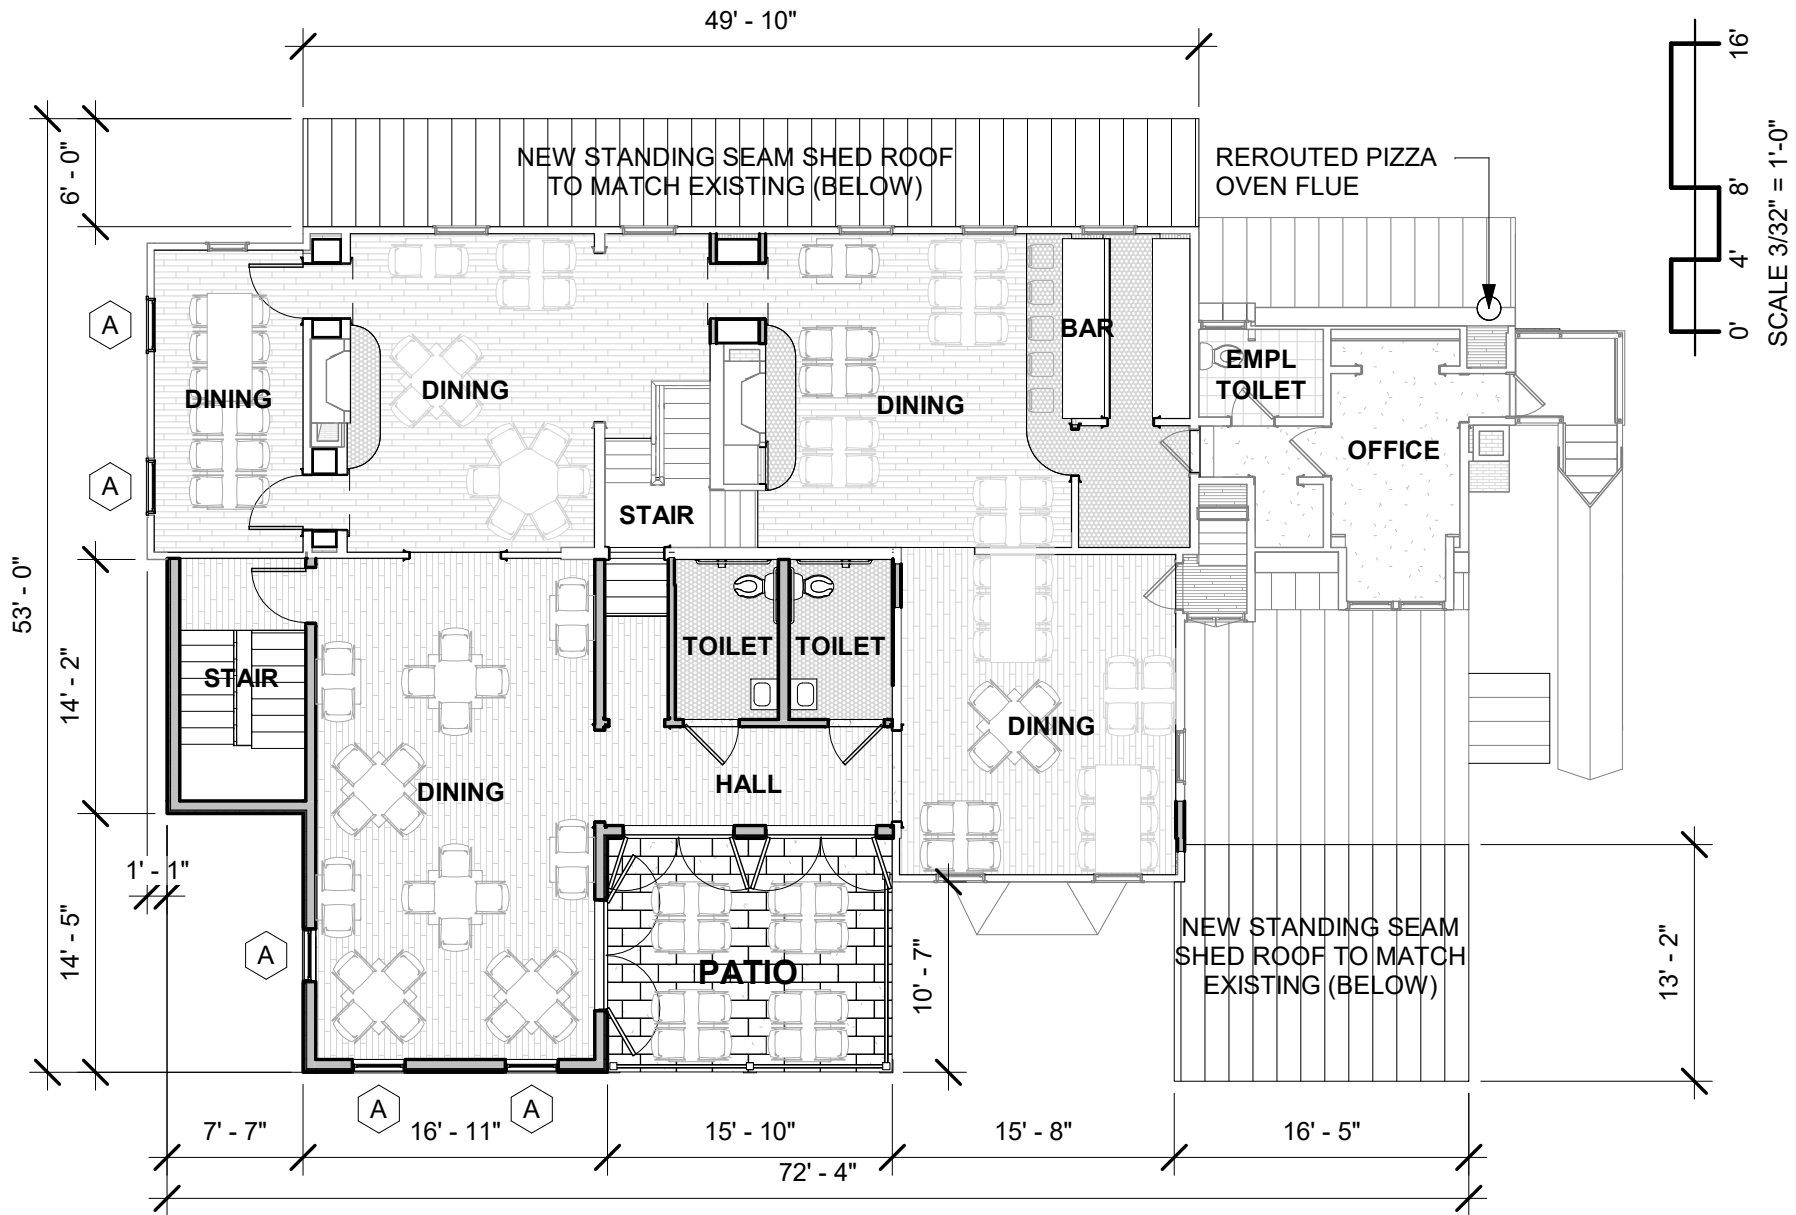 49' - 10"
16'
8'
4'
0'
SCALE 3/32" = 1'-0"
6' - 0"
NEW STANDING SEAM SHED ROOF
TO MATCH EXISTING (BELOW)
REROUTED PIZZA
OVEN FLUE
A
A
DINING
DINING
DINING
BAR
EMPL
TOILET
OFFICE
STAIR
53' - 0"
14' - 2"
STAIR
TOILET
TOILET
DINING
DINING
HALL
1' - 1"
14' - 5"
A
PATIO
10' - 7"
NEW STANDING SEAM
SHED ROOF TO MATCH
EXISTING (BELOW)
13' - 2"
A
A
7' - 7"
16' - 11"
15' - 10"
15' - 8"
16' - 5"
72' - 4"